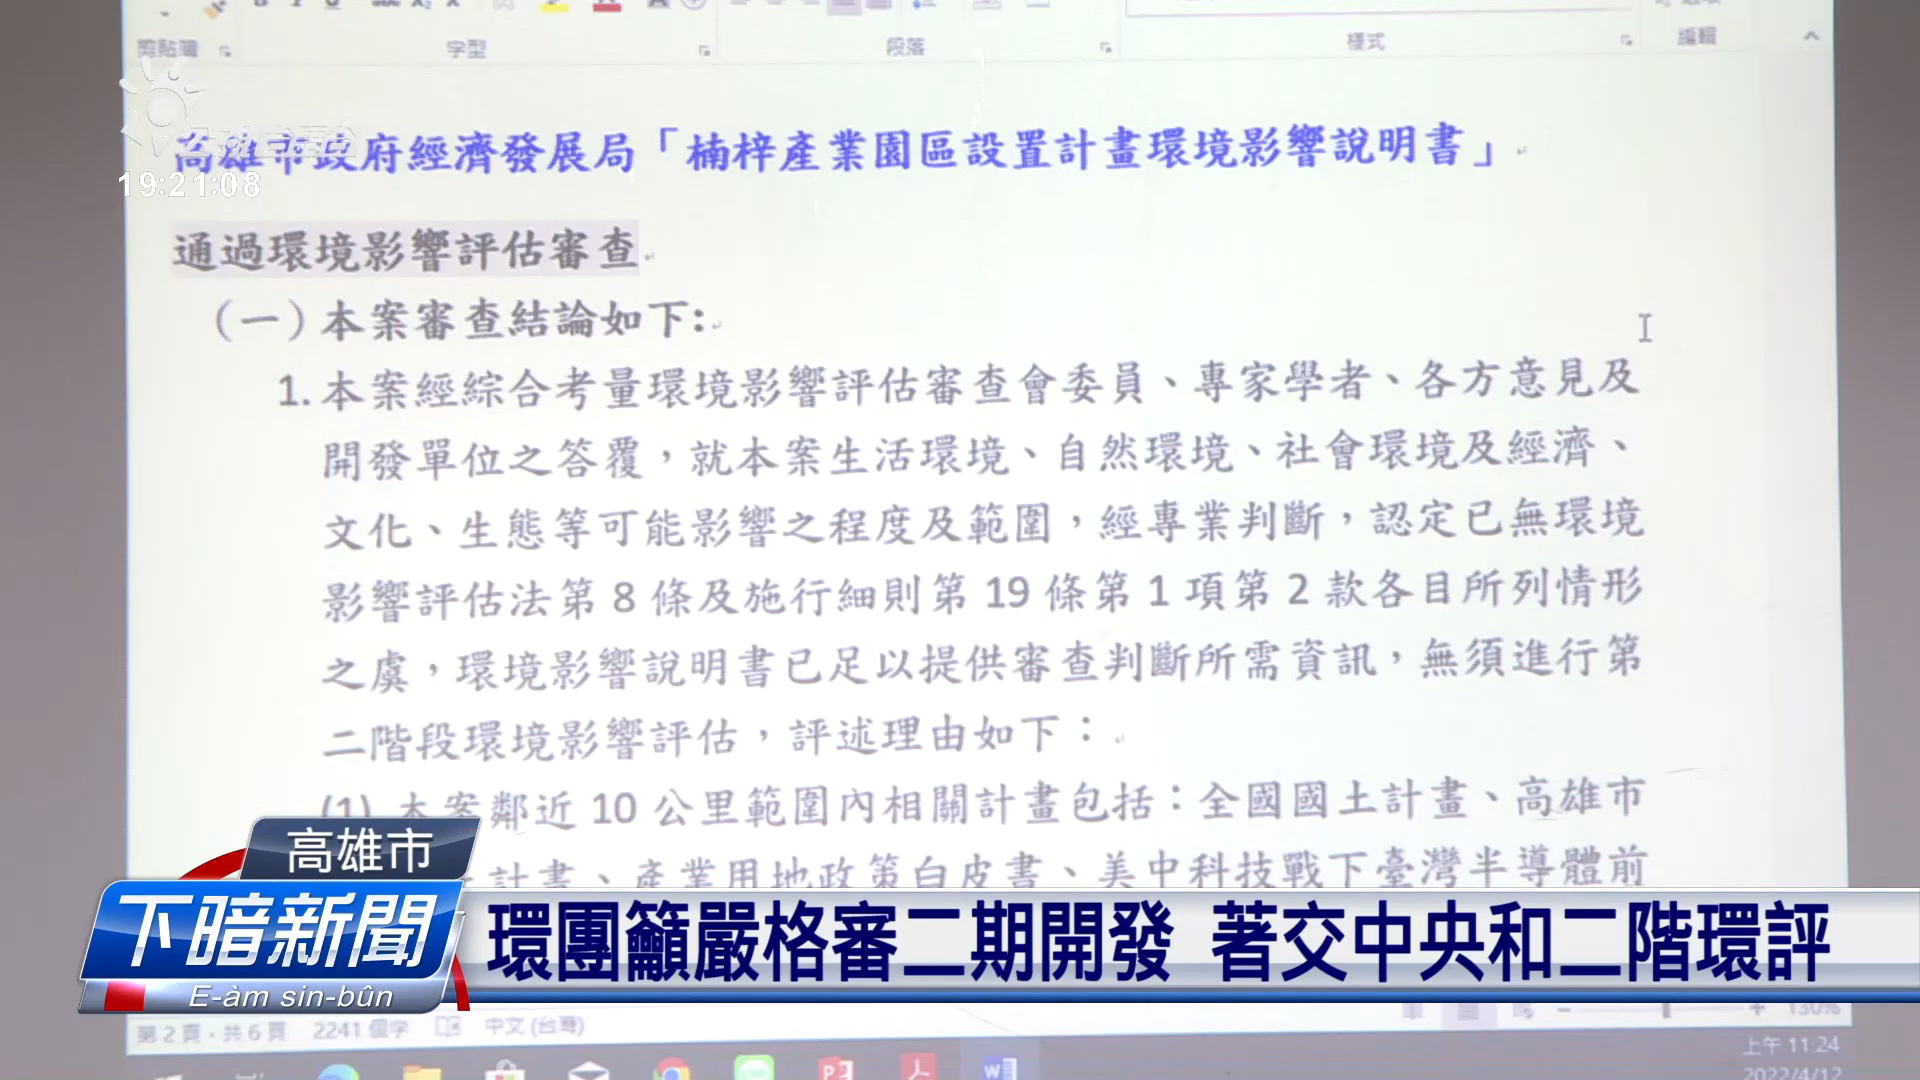 剪貼簿
字型
段落
樣式
編輯
公視台語台
19:21:08
高雄市政府經濟發展局「楠梓產業園區設置計畫環境影響說明書」
通過環境影響評估審查
(一)本案審查結論如下:
1. 本案經綜合考量環境影響評估審查會委員、專家學者、各方意見及
開發單位之答覆，就本案生活環境、自然環境、社會環境及經濟、
文化、生態等可能影響之程度及範圍，經專業判斷，認定已無環境
影響評估法第 8 條及施行細則第 19 條第 1 項第 2 款各目所列情形
之虞，環境影響說明書已足以提供審查判斷所需資訊，無須進行第
二階段環境影響評估，評述理由如下：
(1) 本案鄰近 10 公里範圍內相關計畫包括：全國國土計畫、高雄市
計畫、產業用地政策白皮書、美中科技戰下臺灣半導體前
高雄市
下暗新聞
E-àm sin-bûn
環團籲嚴格審二期開發 著交中央和二階環評
第 2 頁，共 6 頁 2241 個字 中文 (台灣)
130%
上午 11:24
2022/4/12